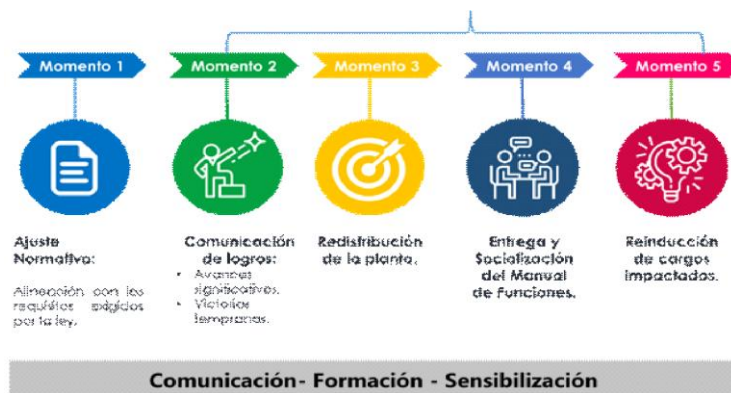 Momento 1
Momento 2
Momento 3
Momento 4
Momento 5
Ajuste
Normativo:
Alineación con los
requisitos exigidos
por la ley.
Comunicación
de logros:
• Avances
significativos.
• Victorias
tempranas.
Redistribución
de la planta.
Entrega y
Socialización
del Manual
de Funciones.
Reinducción
de cargos
impactados.
Comunicación- Formación - Sensibilización